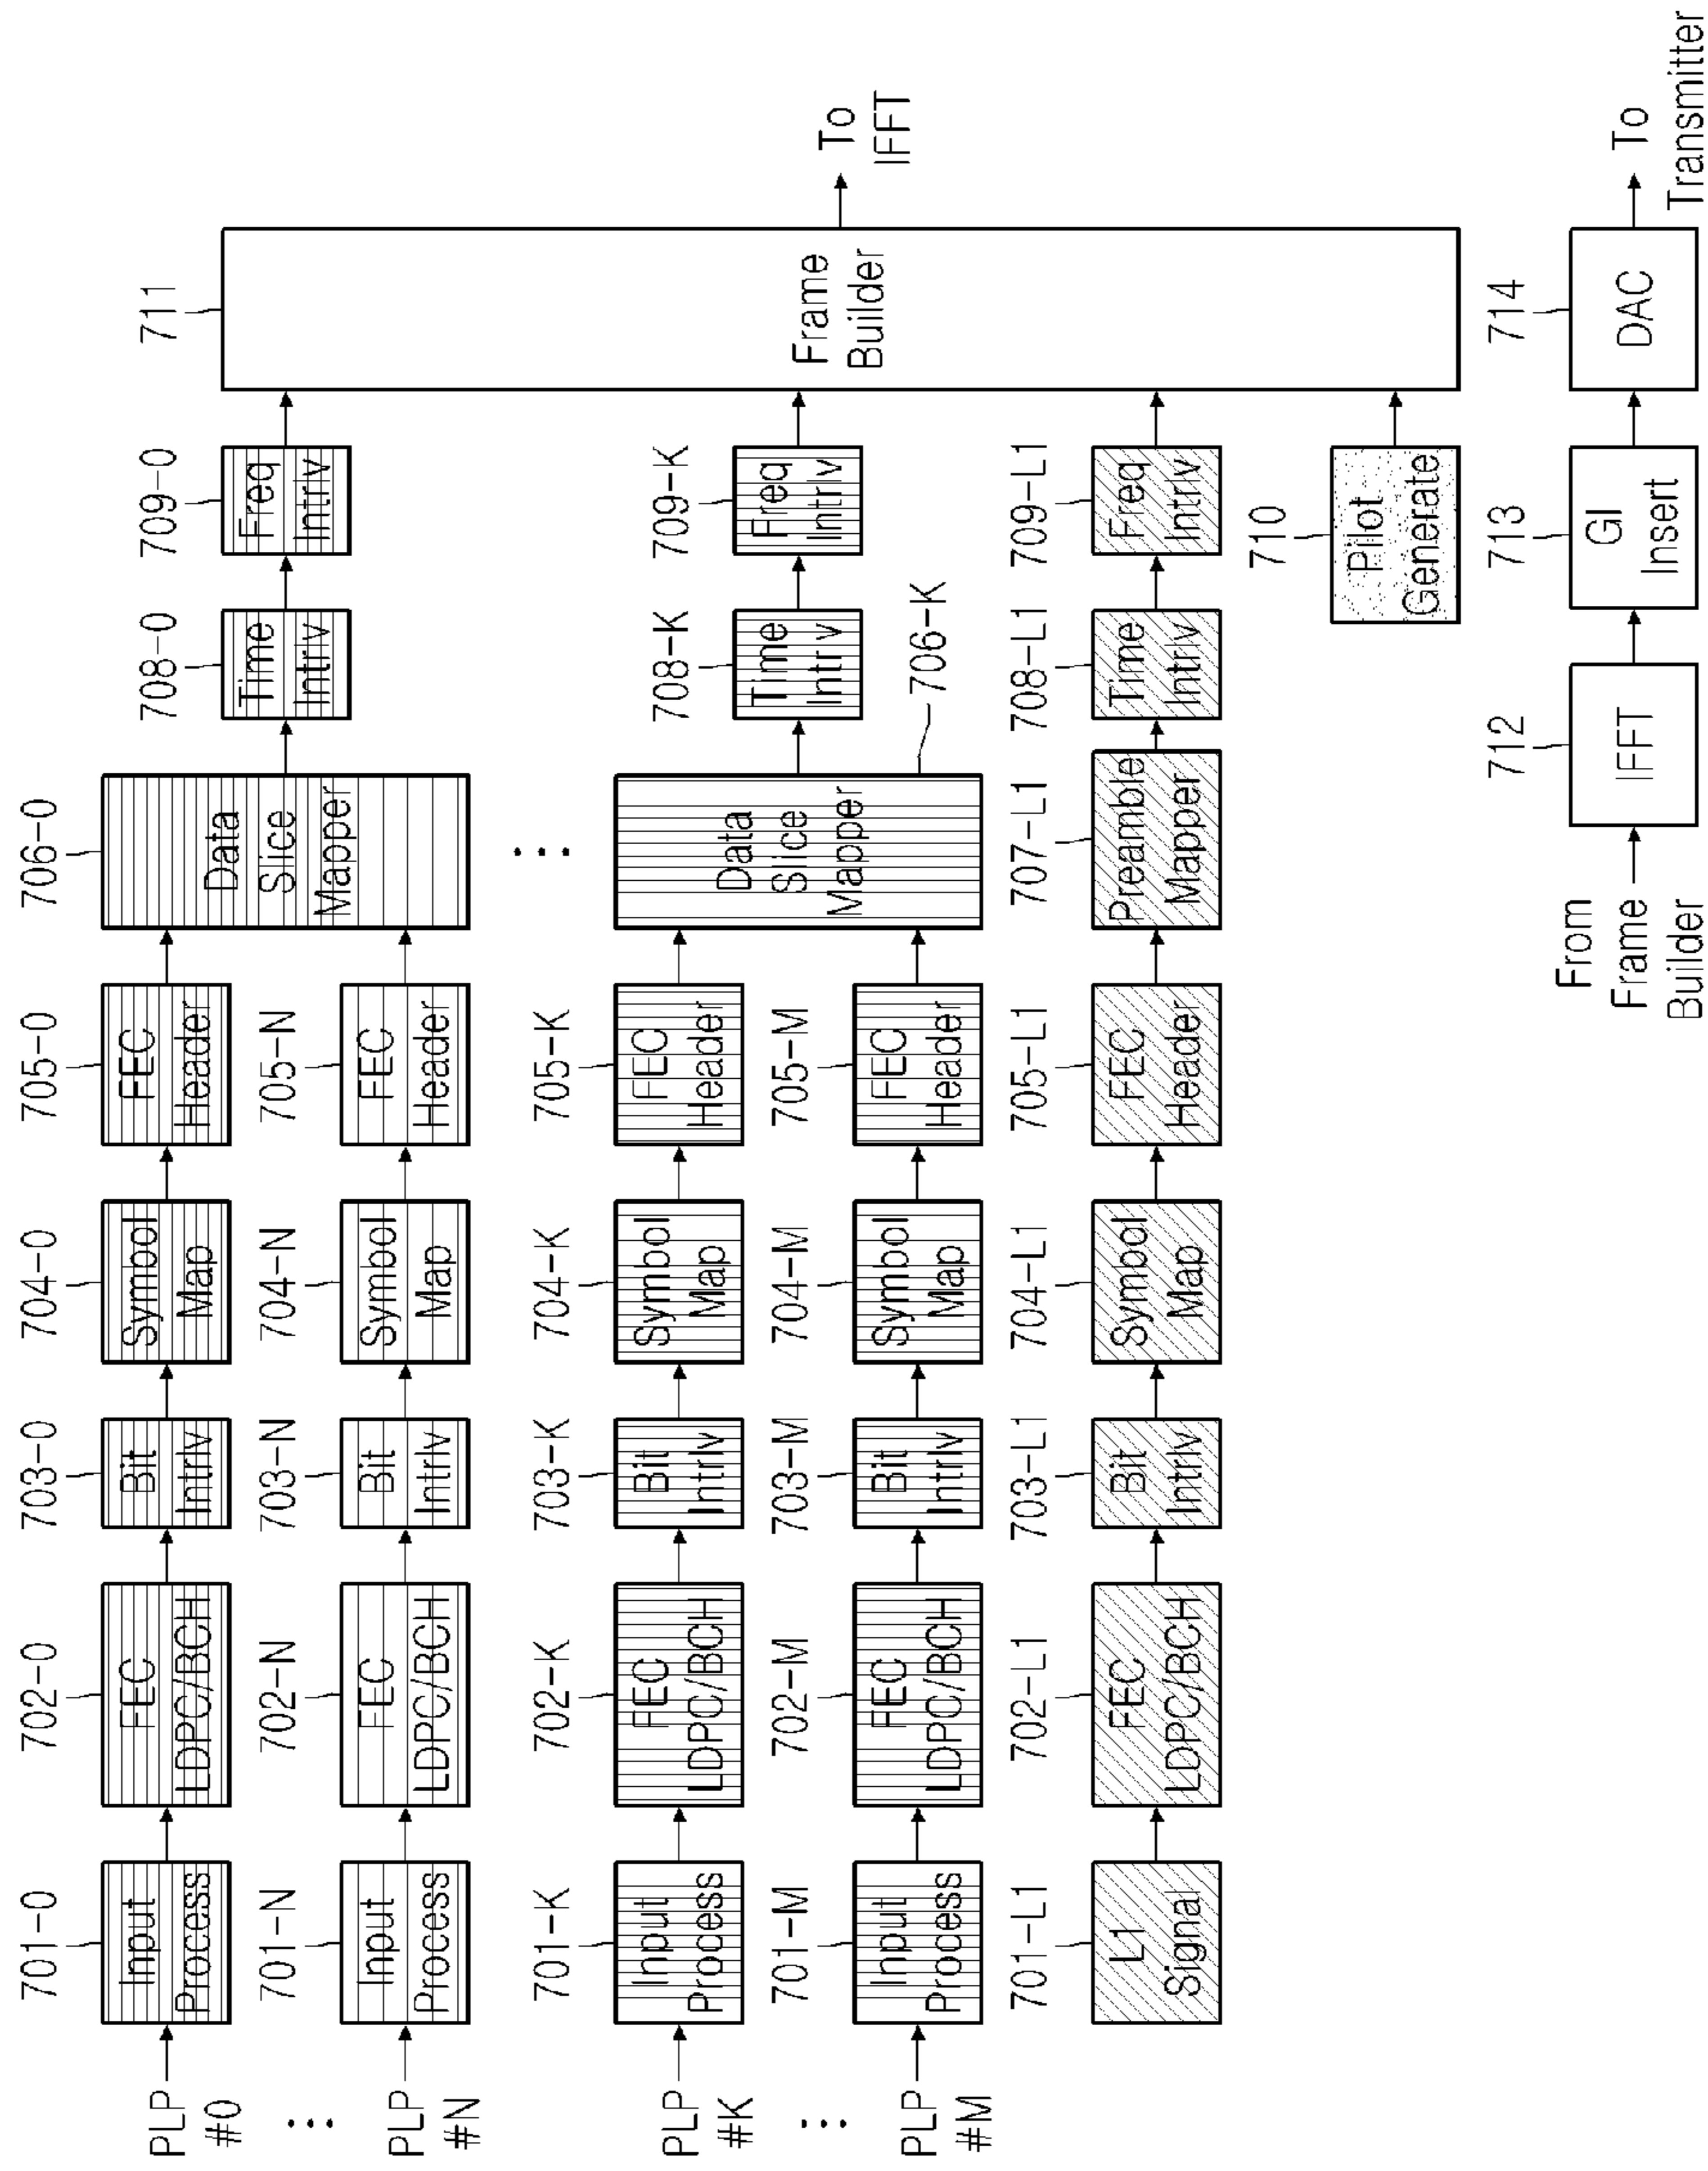 701-0
702-0
703-0
704-0
705-0
706-0
708-0
709-0
711
PLP
#0
Input
Process
FEC
LDPC/BCH
Bit
Intrlv
Symbol
Map
FEC
Header
Data
Slice
Mapper
Time
Intrlv
Freq
Intrlv
701-N
702-N
703-N
704-N
705-N
PLP
#N
Input
Process
FEC
LDPC/BCH
Bit
Intrlv
Symbol
Map
FEC
Header
701-K
702-K
703-K
704-K
705-K
708-K
709-K
PLP
#K
Input
Process
FEC
LDPC/BCH
Bit
Intrlv
Symbol
Map
FEC
Header
Data
Slice
Mapper
Time
Intrlv
Freq
Intrlv
Frame
Builder
To
IFFT
701-M
702-M
703-M
704-M
705-M
706-K
PLP
#M
Input
Process
FEC
LDPC/BCH
Bit
Intrlv
Symbol
Map
FEC
Header
701-L1
702-L1
703-L1
704-L1
705-L1
707-L1
708-L1
709-L1
L1
Signal
FEC
LDPC/BCH
Bit
Intrlv
Symbol
Map
FEC
Header
Preamble
Mapper
Time
Intrlv
Freq
Intrlv
710
Pilot
Generate
712
713
714
From
Frame
Builder
IFFT
GI
Insert
DAC
To
Transmitter